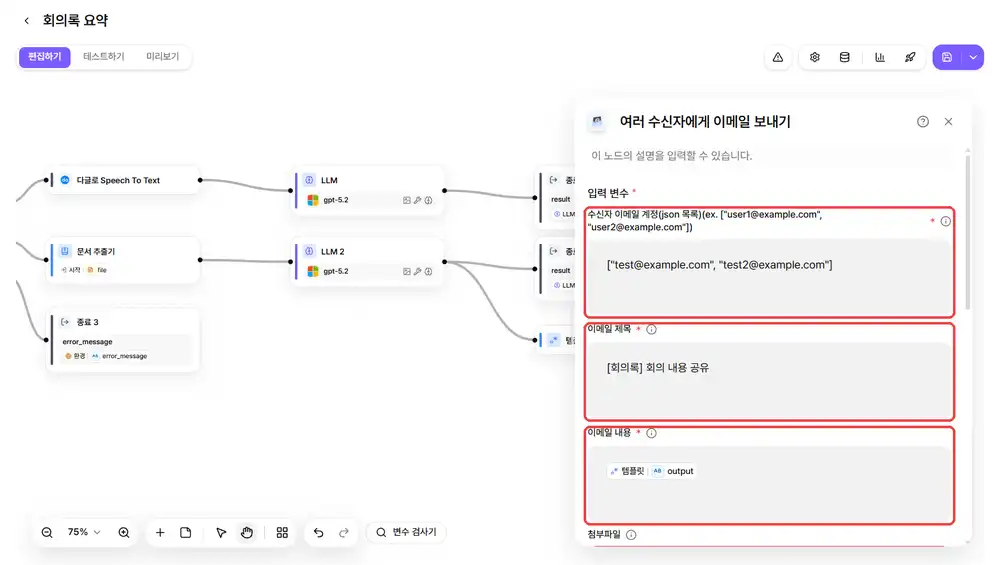 회의록 요약
편집하기
테스트하기
미리보기
다글로 Speech To Text
문서 추출기
시작
file
종료 3
error_message
환경
error_message
LLM
gpt-5.2
LLM 2
gpt-5.2
result
LLM
result
LLM
여러 수신자에게 이메일 보내기
이 노드의 설명을 입력할 수 있습니다.
입력 변수 *
수신자 이메일 계정(json 목록)(ex. ["user1@example.com",
"user2@example.com"]) *
["test@example.com", "test2@example.com"]
이메일 제목 *
[회의록] 회의 내용 공유
이메일 내용 *
템플릿 output
첨부파일
75%
변수 검사기